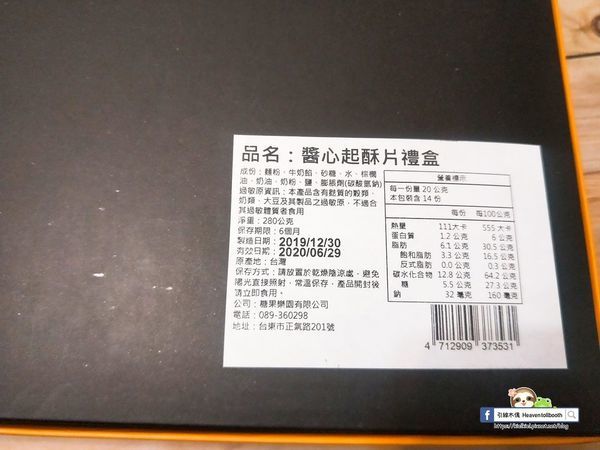 品名：醬心起酥片禮盒
成份：麵粉、牛奶餡、砂糖、水、棕櫚
油、奶油、奶粉、鹽、膨脹劑(碳酸氫鈉)
過敏原資訊：本產品含有麩質的穀類、
奶類、大豆及其製品之過敏原，不適合
其過敏體質者食用
淨重：280公克
保存期限：6個月
製造日期：2019/12/30
有效日期：2020/06/29
原產地：台灣
保存方式：請放置於乾燥陰涼處，避免
陽光直接照射，常溫保存，產品開封後
請立即食用。
公司：糖果樂園有限公司
電話：089-360298
地址：台東市正氣路201號
營養標示
每一份量 20 公克
本包裝含 14 份
每份 每100公克
熱量 111大卡 555 大卡
蛋白質 1.2 公克 6 公克
脂肪 6.1 公克 30.5 公克
飽和脂肪 3.3 公克 16.5 公克
反式脂肪 0.0 公克 0.3 公克
碳水化合物 12.8 公克 64.2 公克
糖 5.5 公克 27.3 公克
鈉 32 毫克 160 毫克
4 712909 373531
引線不偶 Heaventollbooth